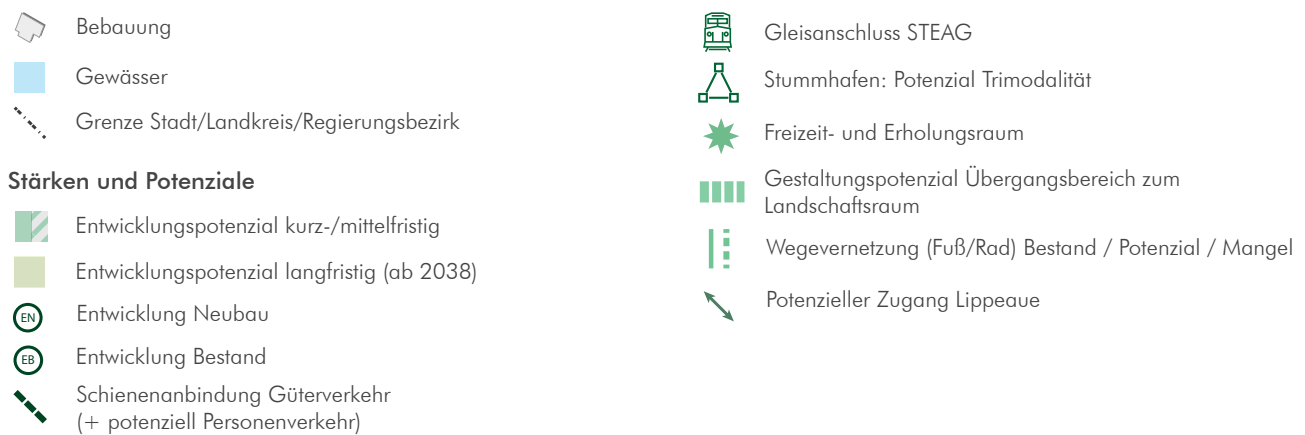 Bebauung
Gewässer
Grenze Stadt/Landkreis/Regierungsbezirk
Stärken und Potenziale
Entwicklungspotenzial kurz-/mittelfristig
Entwicklungspotenzial langfristig (ab 2038)
EN Entwicklung Neubau
EB Entwicklung Bestand
Schienenanbindung Güterverkehr
(+ potenziell Personenverkehr)
Gleisanschluss STEAG
Stummhafen: Potenzial Trimodalität
Freizeit- und Erholungsraum
Gestaltungspotenzial Übergangsbereich zum
Landschaftsraum
Wegevernetzung (Fuß/Rad) Bestand / Potenzial / Mangel
Potenzieller Zugang Lippeaue